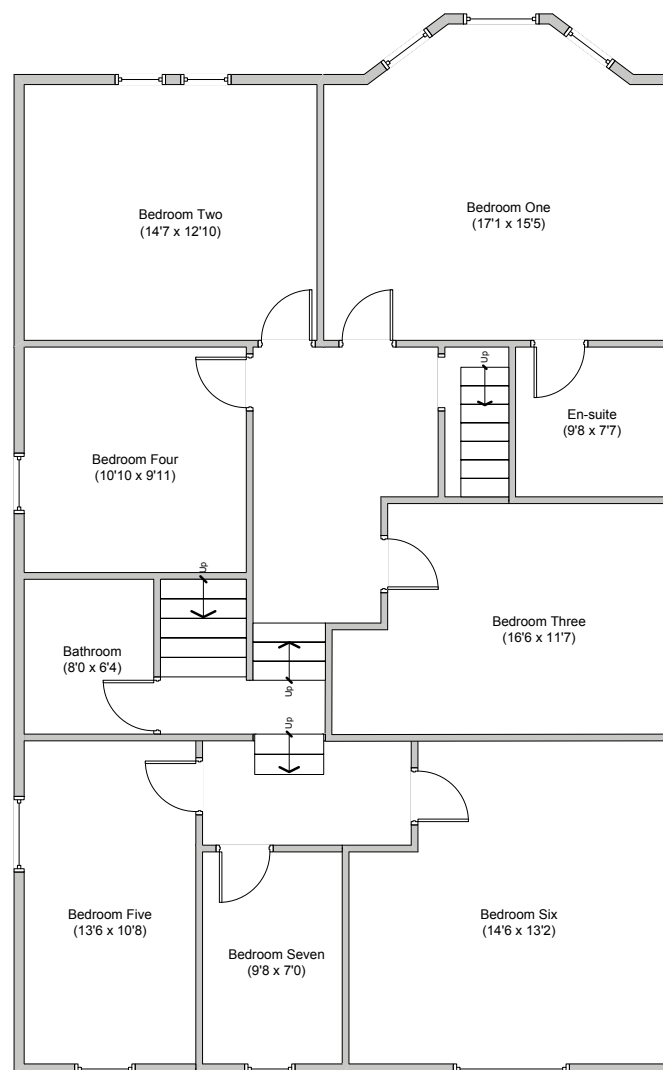 Bedroom Two
(14'7 x 12'10)
Bedroom One
(17'1 x 15'5)
Up
En-suite
(9'8 x 7'7)
Bedroom Four
(10'10 x 9'11)
Up
Bedroom Three
(16'6 x 11'7)
Bathroom
(8'0 x 6'4)
Up
Up
Bedroom Five
(13'6 x 10'8)
Bedroom Six
(14'6 x 13'2)
Bedroom Seven
(9'8 x 7'0)